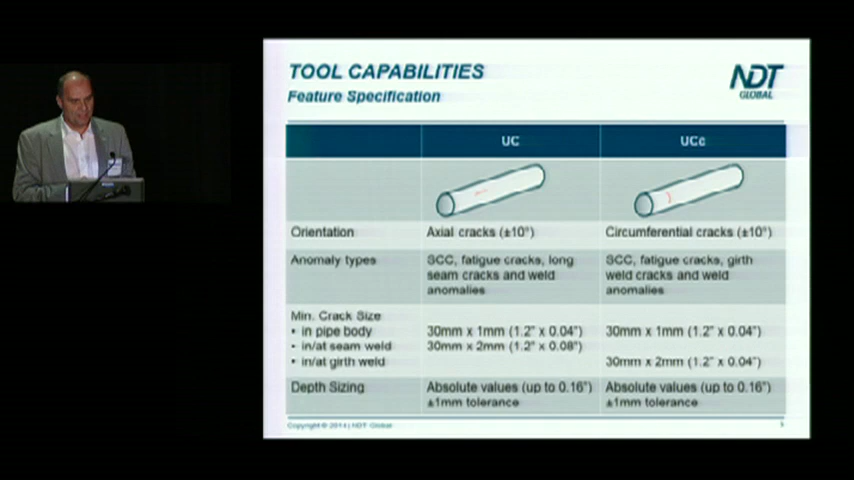 TOOL CAPABILITIES
Feature Specification
NDT
GLOBAL
UC UCc
Orientation Axial cracks (±10°) Circumferential cracks (±10°)
Anomaly types SCC, fatigue cracks, long SCC, fatigue cracks, girth
seam cracks and weld weld cracks and weld
anomalies anomalies
Min. Crack Size
• in pipe body 30mm x 1mm (1.2" x 0.04") 30mm x 1mm (1.2" x 0.04")
• in/at seam weld 30mm x 2mm (1.2" x 0.08")
• in/at girth weld 30mm x 2mm (1.2" x 0.04")
Depth Sizing Absolute values (up to 0.16") Absolute values (up to 0.16")
±1mm tolerance ±1mm tolerance
Copyright © 2014 | NDT Global